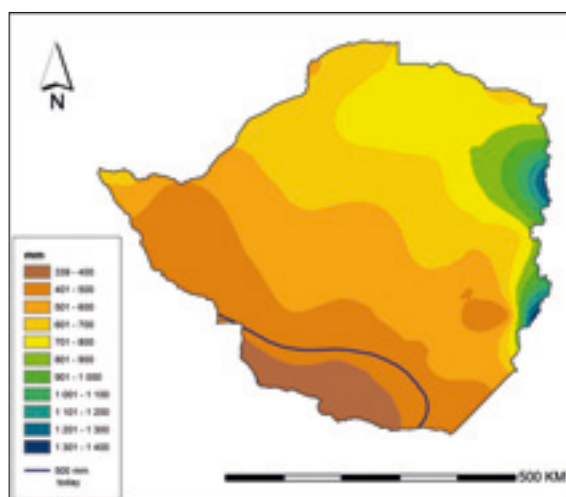 N
mm
339 - 400
401 - 500
501 - 600
601 - 700
701 - 800
801 - 900
901 - 1 000
1 001 - 1 100
1 101 - 1 200
1 201 - 1 300
1 301 - 1 400
500 mm
today
500 KM